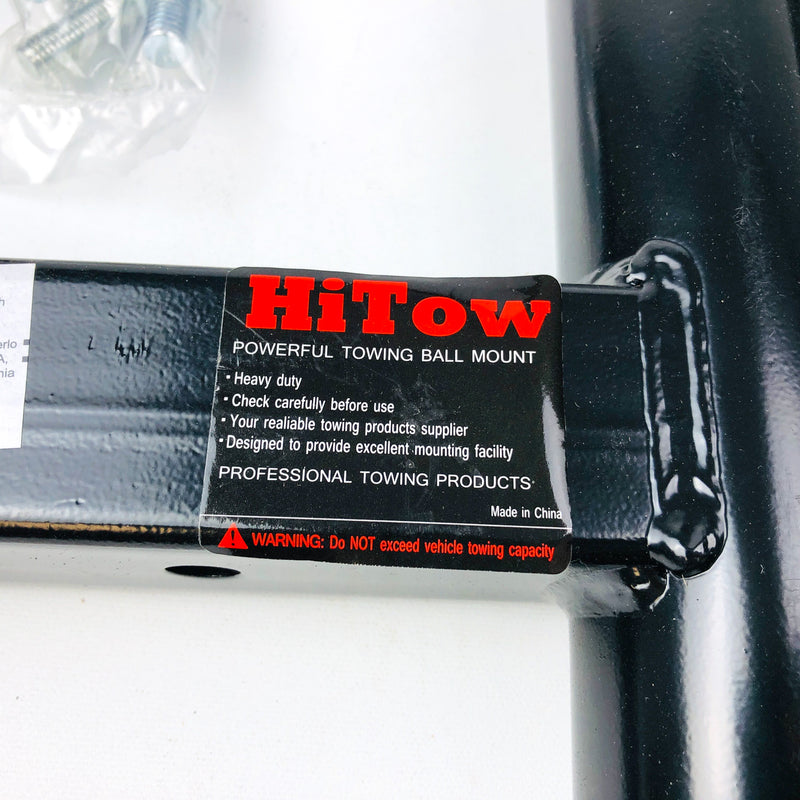 HiTow
POWERFUL TOWING BALL MOUNT
• Heavy duty
• Check carefully before use
• Your realiable towing products supplier
• Designed to provide excellent mounting facility
PROFESSIONAL TOWING PRODUCTS
Made in China
WARNING: Do NOT exceed vehicle towing capacity